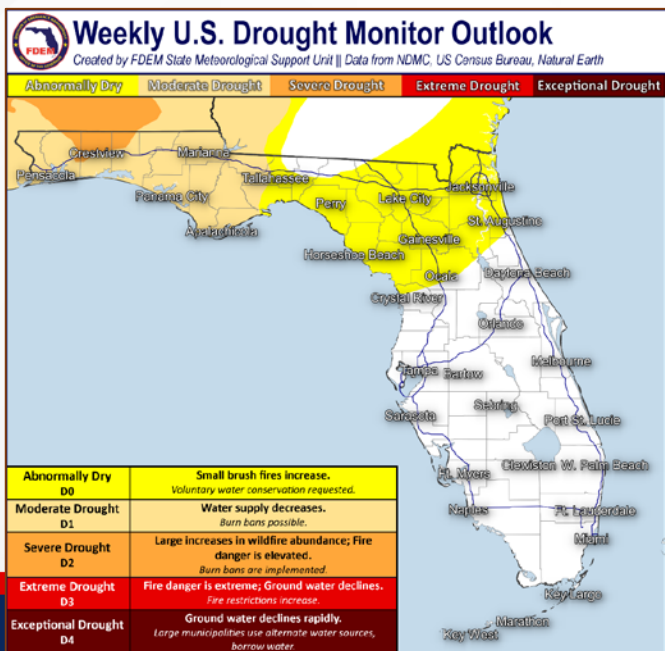 Weekly U.S. Drought Monitor Outlook
FDEM
Created by FDEM State Meteorological Support Unit || Data from NDMC, US Census Bureau, Natural Earth
Abnormally Dry Moderate Drought Severe Drought Extreme Drought Exceptional Drought
Crestview Marianna
Pensacola Tallahassee Jacksonville
Panama City Perry Lake City
Apalachicola St. Augustine
Gainesville
Horseshoe Beach
Ocala Daytona Beach
Crystal River
Orlando
Melbourne
Tampa Bartow
Sebring
Sarasota Port St. Lucie
Ft. Myers Clewiston W. Palm Beach
Naples Ft. Lauderdale
Miami
Key Largo
Marathon
Key West
Abnormally Dry
D0
Small brush fires increase.
Voluntary water conservation requested.
Moderate Drought
D1
Water supply decreases.
Burn bans possible.
Severe Drought
D2
Large increases in wildfire abundance; Fire
danger is elevated.
Burn bans are implemented.
Extreme Drought
D3
Fire danger is extreme; Ground water declines.
Fire restrictions increase.
Exceptional Drought
D4
Ground water declines rapidly.
Large municipalities use alternate water sources,
borrow water.